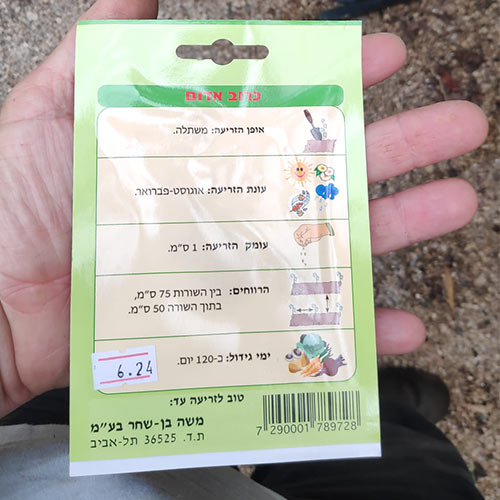 כרוב אדום
אופן הזריעה: משתלה.
עונת הזריעה: אוגוסט-פברואר.
עומק הזריעה: 1 ס"מ.
הרווחים: בין השורות 75 ס"מ,
בתוך השורה 50 ס"מ.
ימי גידול: כ-120 יום.
6.24
טוב לזריעה עד:
משה בן-שחר בע"מ
ת.ד. 36525 תל-אביב
7 290001 789728